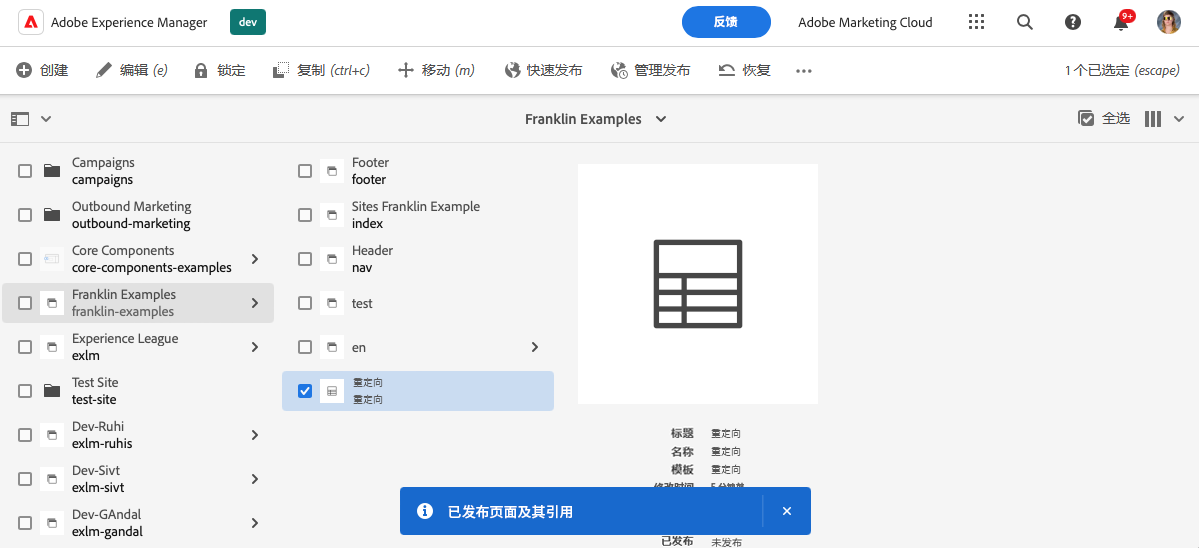 Adobe Experience Manager
dev
反馈
Adobe Marketing Cloud
9+
创建
编辑 (e)
锁定
复制 (ctrl+c)
移动 (m)
快速发布
管理发布
恢复
1 个已选定 (escape)
Franklin Examples
全选
Campaigns
campaigns
Outbound Marketing
outbound-marketing
Core Components
core-components-examples
Franklin Examples
franklin-examples
Experience League
exlm
Test Site
test-site
Dev-Ruhi
exlm-ruhis
Dev-Sivt
exlm-sivt
Dev-GAndal
exlm-gandal
Footer
footer
Sites Franklin Example
index
Header
nav
test
en
重定向
重定向
标题 重定向
名称 重定向
模板 重定向
修改时间
已发布页面及其引用
已发布 未发布